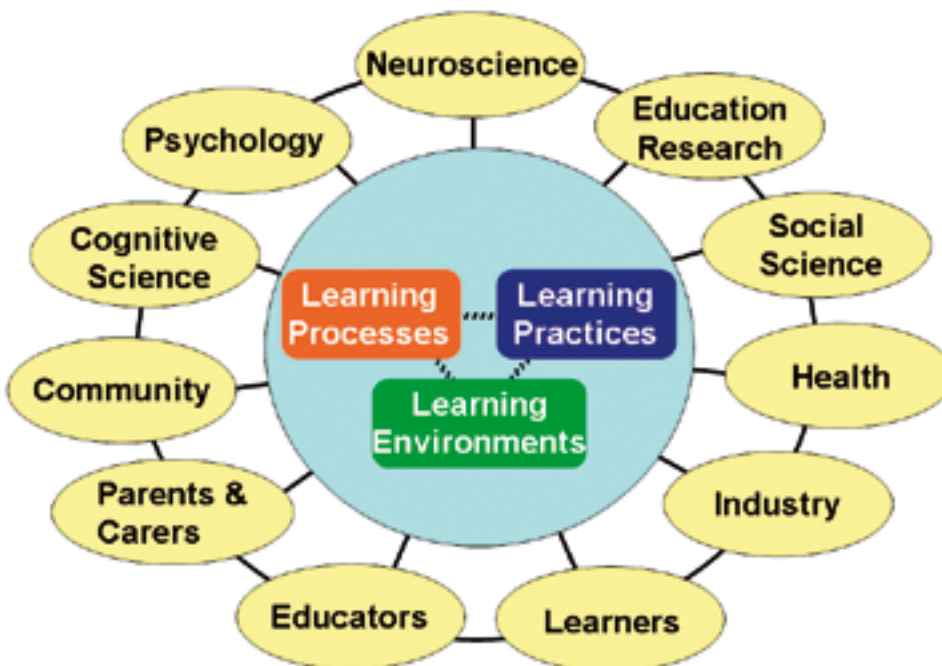 Neuroscience
Education
Research
Psychology
Social
Science
Cognitive
Science
Learning
Processes
Learning
Practices
Health
Community
Learning
Environments
Parents &
Carers
Industry
Educators
Learners